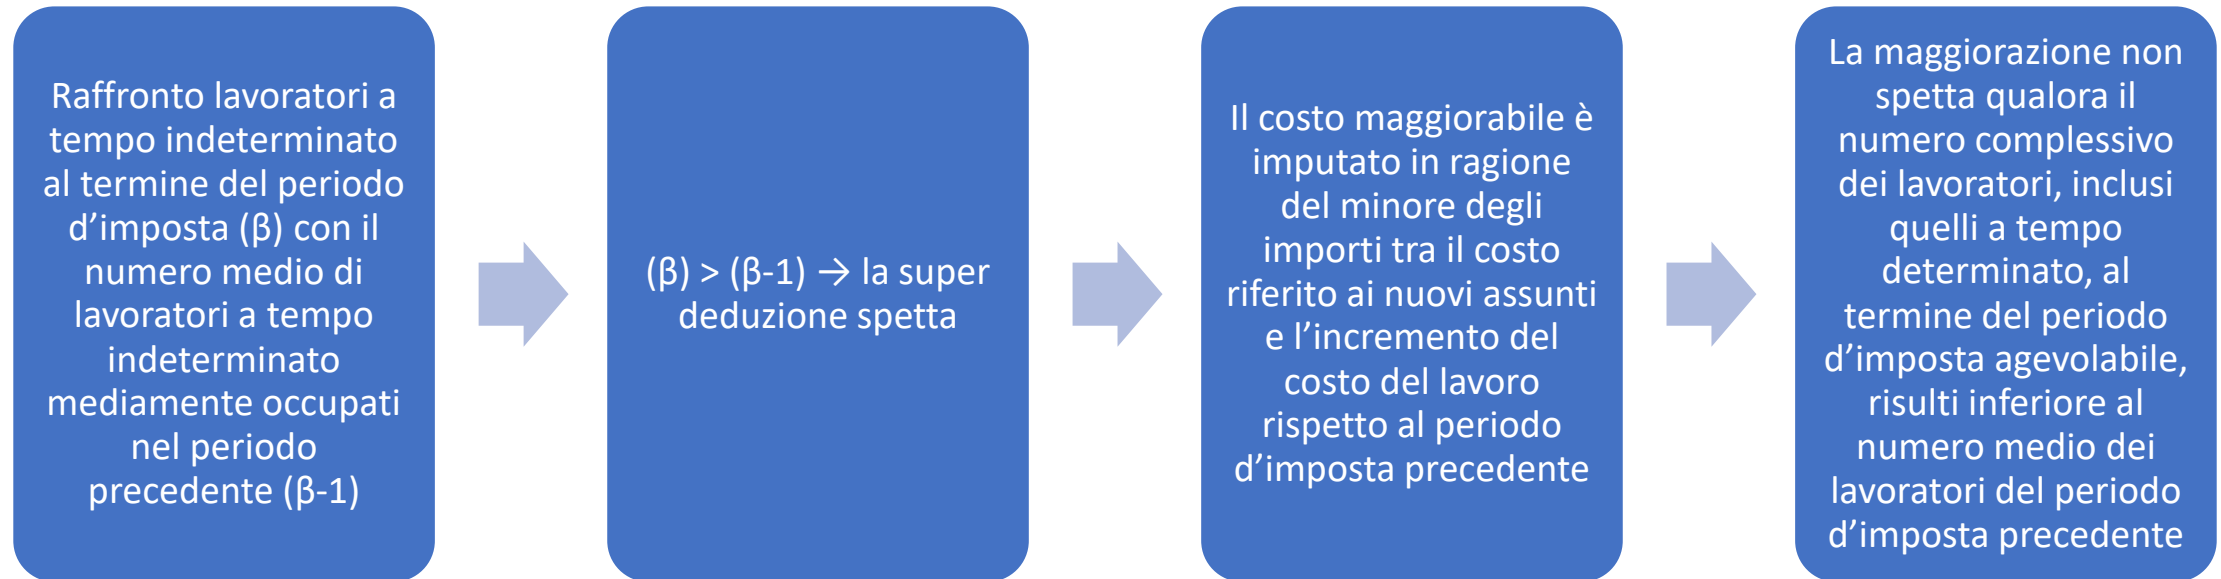 Raffronto lavoratori a
tempo indeterminato
al termine del periodo
d’imposta (β) con il
numero medio di
lavoratori a tempo
indeterminato
mediamente occupati
nel periodo
precedente (β-1)
(β) > (β-1) → la super
deduzione spetta
Il costo maggiorabile è
imputato in ragione
del minore degli
importi tra il costo
riferito ai nuovi assunti
e l’incremento del
costo del lavoro
rispetto al periodo
d’imposta precedente
La maggiorazione non
spetta qualora il
numero complessivo
dei lavoratori, inclusi
quelli a tempo
determinato, al
termine del periodo
d’imposta agevolabile,
risulti inferiore al
numero medio dei
lavoratori del periodo
d’imposta precedente